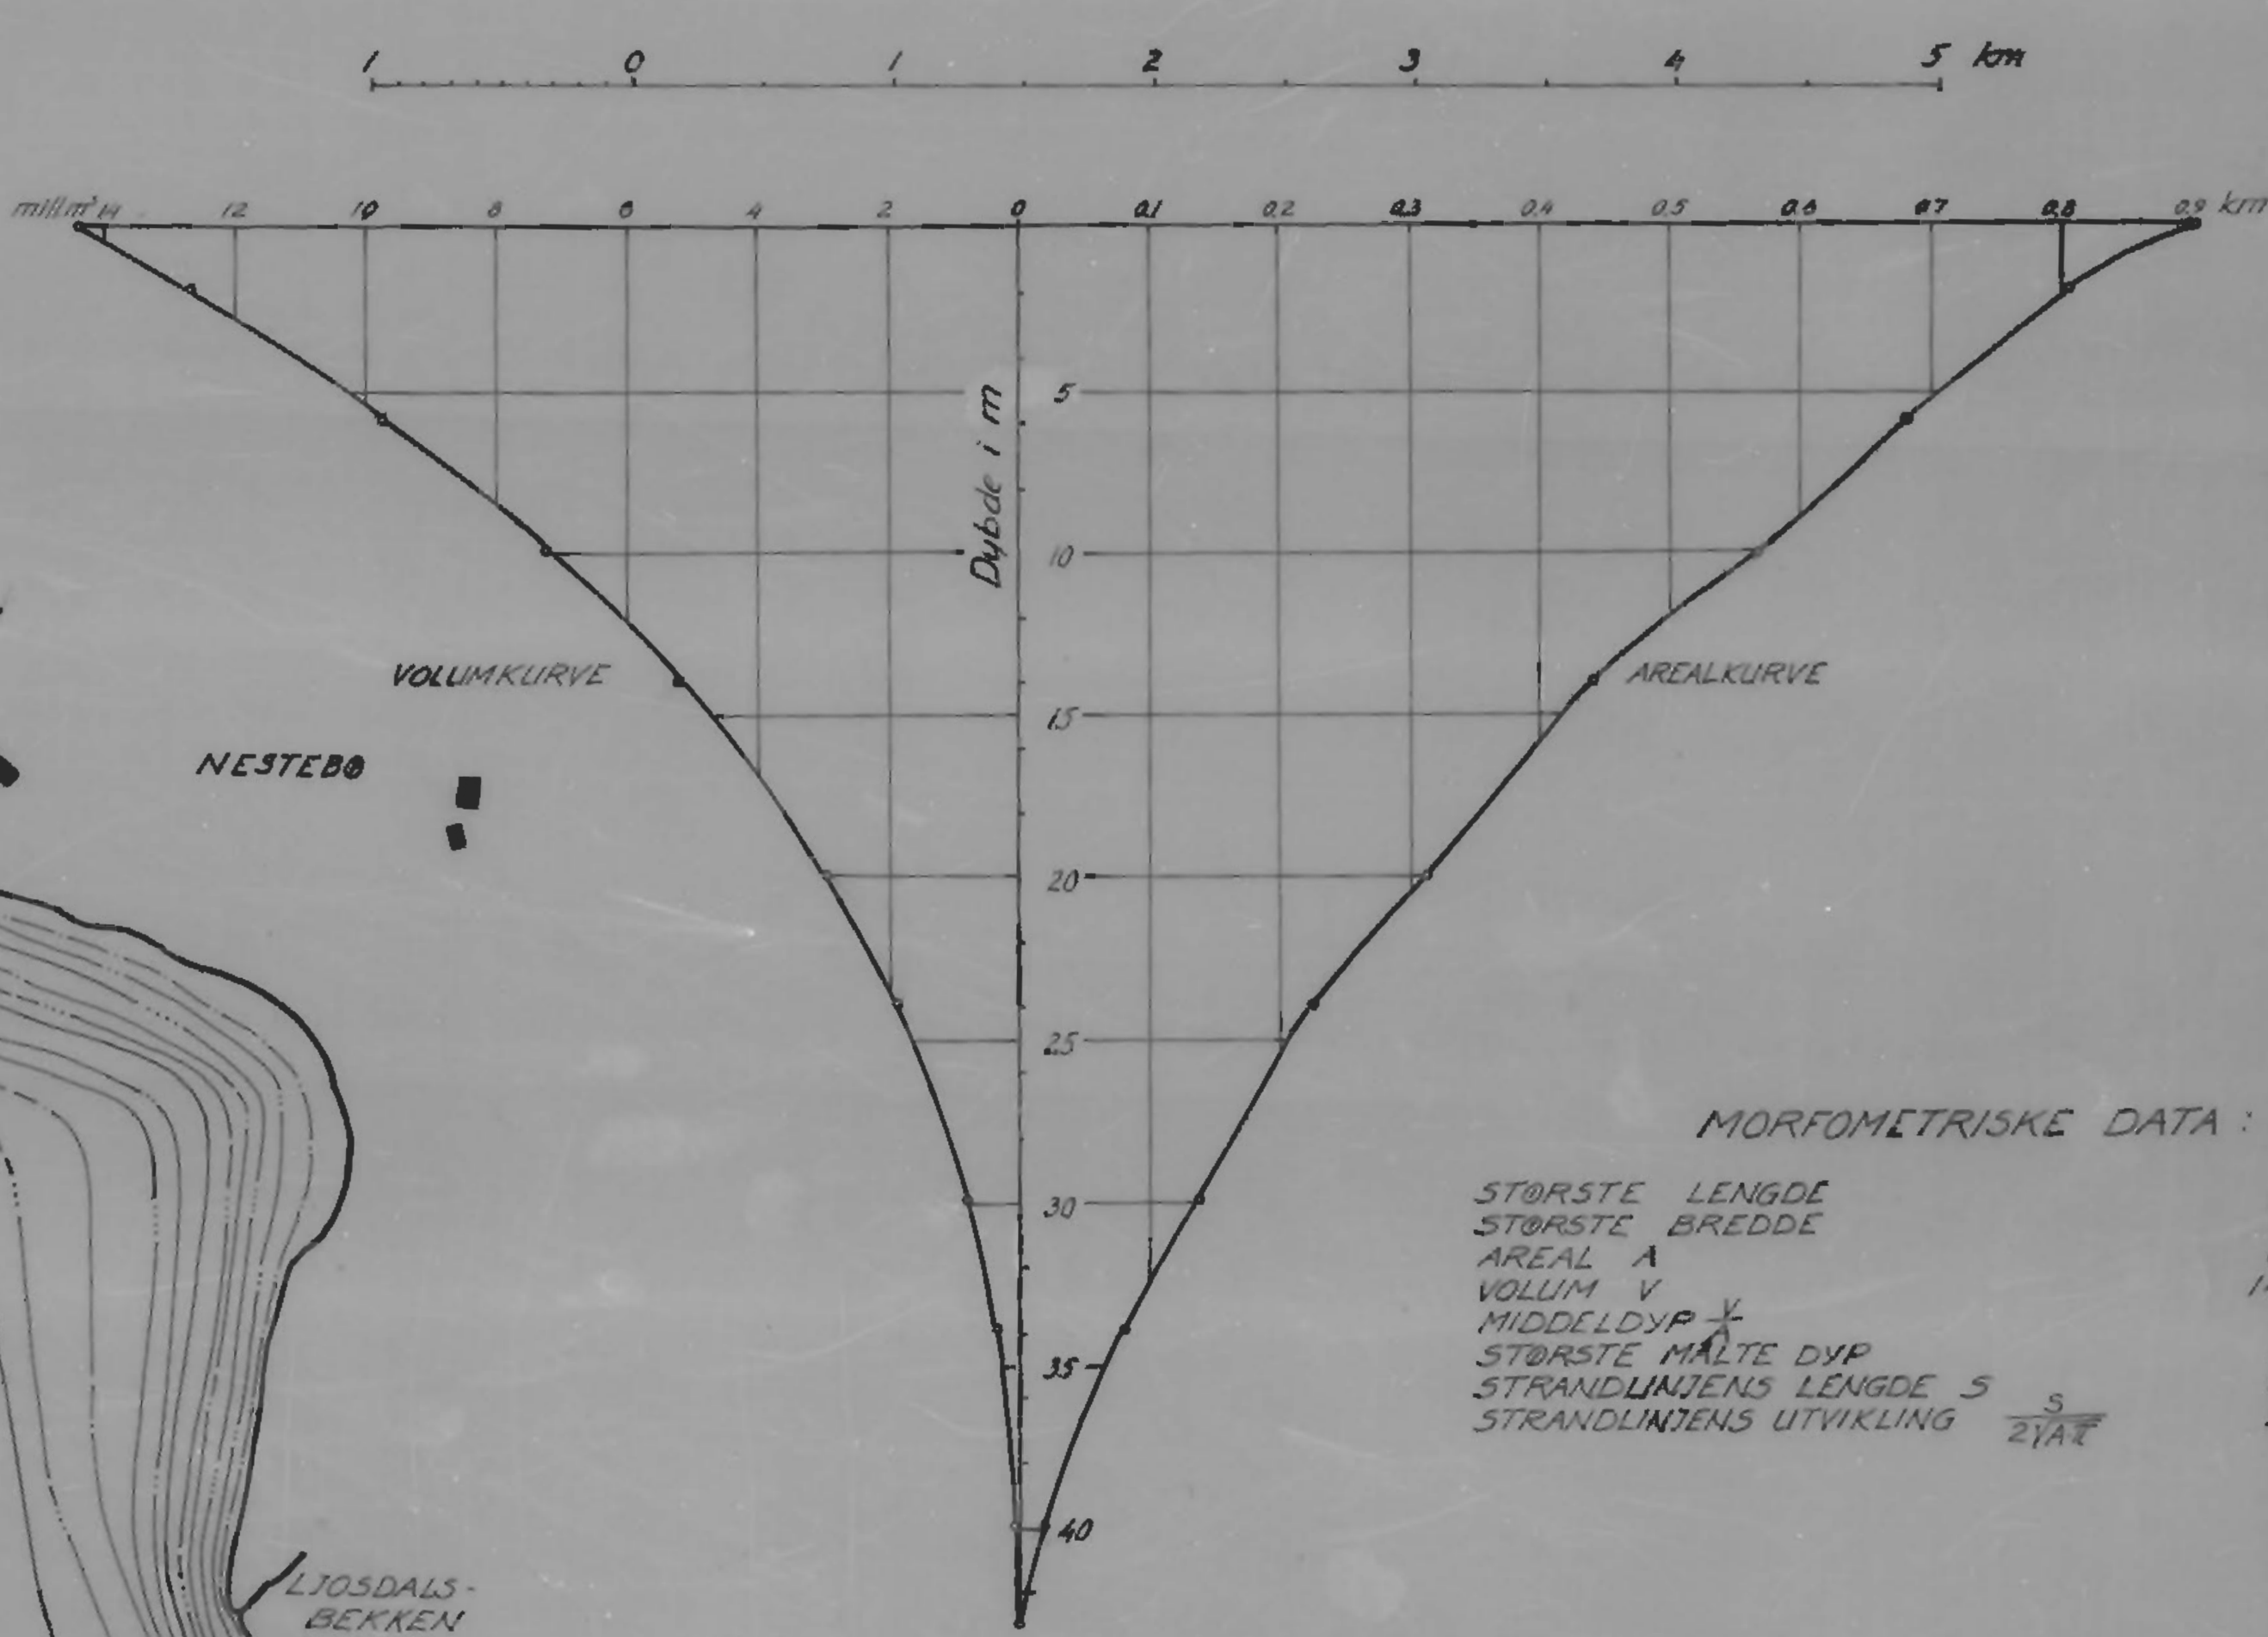 1 0 1 2 3 4 5 km
mill m³ 14 12 10 8 6 4 2 0 0.1 0.2 0.3 0.4 0.5 0.6 0.7 0.8 0.9 km
Dybde i m
5
10
15
20
25
30
35
40
VOLUMKURVE
AREALKURVE
NESTEBØ
LJOSDALS-
BEKKEN
MORFOMETRISKE DATA :
STØRSTE LENGDE
STØRSTE BREDDE
AREAL A
VOLUM V
MIDDELDYP V/A
STØRSTE MÅLTE DYP
STRANDLINJENS LENGDE S
STRANDLINJENS UTVIKLING S/2√Aπ